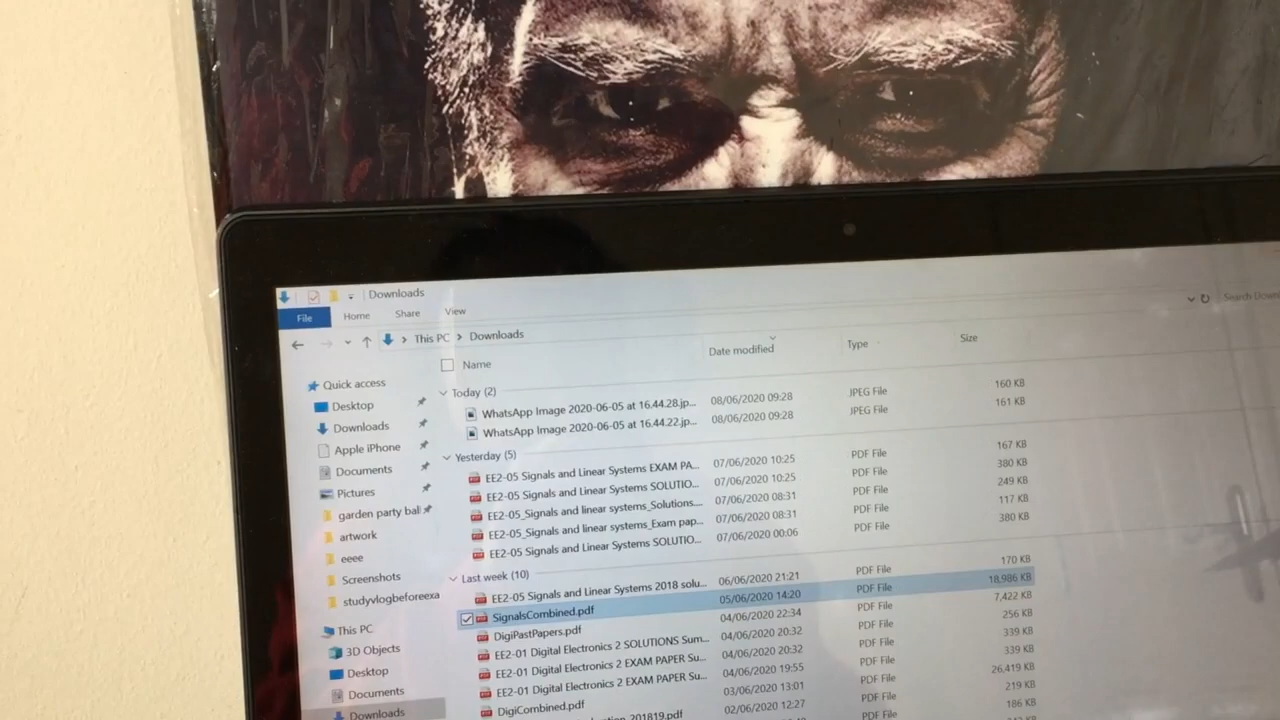 Downloads
File Home Share View
This PC > Downloads
Search Down
Name Date modified Type Size
Quick access
Desktop
Downloads
Apple iPhone
Documents
Pictures
garden party bal
artwork
eeee
Screenshots
studyvlogbeforeexa
This PC
3D Objects
Desktop
Documents
Downloads
Today (2)
WhatsApp Image 2020-06-05 at 16.44.28.jp... 08/06/2020 09:28 JPEG File 160 KB
WhatsApp Image 2020-06-05 at 16.44.22.jp... 08/06/2020 09:28 JPEG File 161 KB
Yesterday (5)
EE2-05 Signals and Linear Systems EXAM PA... 07/06/2020 10:25 PDF File 167 KB
EE2-05 Signals and Linear Systems SOLUTIO... 07/06/2020 10:25 PDF File 380 KB
EE2-05_Signals and linear systems_Solutions.... 07/06/2020 08:31 PDF File 249 KB
EE2-05_Signals and linear systems_Exam pap... 07/06/2020 08:31 PDF File 117 KB
EE2-05 Signals and Linear Systems SOLUTIO... 07/06/2020 00:06 PDF File 380 KB
Last week (10)
EE2-05 Signals and Linear Systems 2018 solu... 06/06/2020 21:21 PDF File 170 KB
SignalsCombined.pdf 05/06/2020 14:20 PDF File 18,986 KB
DigiPastPapers.pdf 04/06/2020 22:34 PDF File 7,422 KB
EE2-01 Digital Electronics 2 SOLUTIONS Sum... 04/06/2020 20:32 PDF File 256 KB
EE2-01 Digital Electronics 2 EXAM PAPER Su... 04/06/2020 20:32 PDF File 339 KB
EE2-01 Digital Electronics 2 EXAM PAPER Su... 04/06/2020 19:55 PDF File 339 KB
DigiCombined.pdf 03/06/2020 13:01 PDF File 26,419 KB
201819.pdf 02/06/2020 12:27 PDF File 219 KB
186 KB